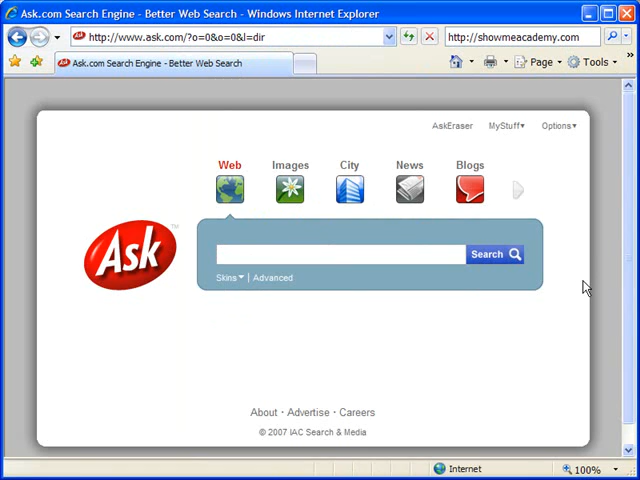 Ask.com Search Engine - Better Web Search - Windows Internet Explorer
http://www.ask.com/?o=0&o=0&l=dir
http://showmeacademy.com
Ask.com Search Engine - Better Web Search
Page
Tools
AskEraser MyStuff Options
Web Images City News Blogs
Ask
TM
Search
Skins | Advanced
About · Advertise · Careers
© 2007 IAC Search & Media
Internet
100%